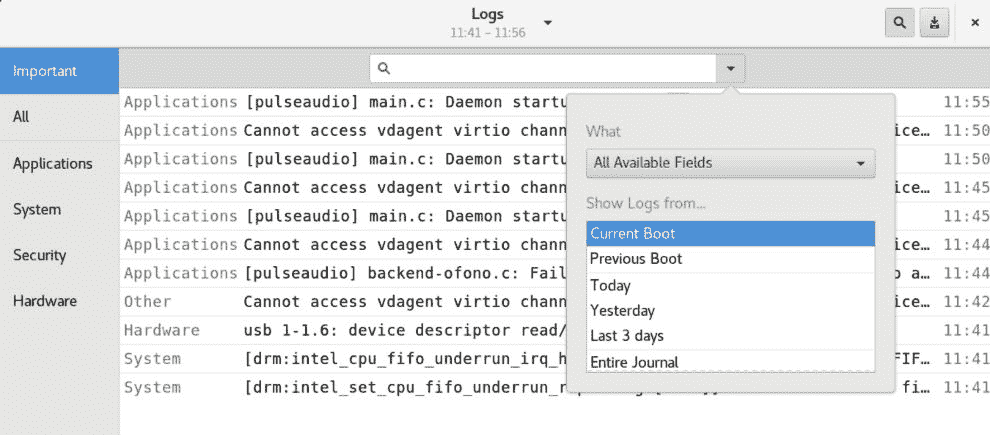 Logs
11:41 – 11:56
Important
All
Applications
System
Security
Hardware
Applications [pulseaudio] main.c: Daemon startu 11:55
Applications Cannot access vdagent virtio chann ice… 11:50
Applications [pulseaudio] main.c: Daemon startu 11:50
Applications Cannot access vdagent virtio chann ice… 11:45
Applications [pulseaudio] main.c: Daemon startu 11:45
Applications Cannot access vdagent virtio chann ice… 11:44
Applications [pulseaudio] backend-ofono.c: Fail a… 11:44
Other Cannot access vdagent virtio chann ice… 11:42
Hardware usb 1-1.6: device descriptor read/ 11:41
System [drm:intel_cpu_fifo_underrun_irq_h FIF… 11:41
System [drm:intel_set_cpu_fifo_underrun_r fi… 11:41
What
All Available Fields
Show Logs from...
Current Boot
Previous Boot
Today
Yesterday
Last 3 days
Entire Journal